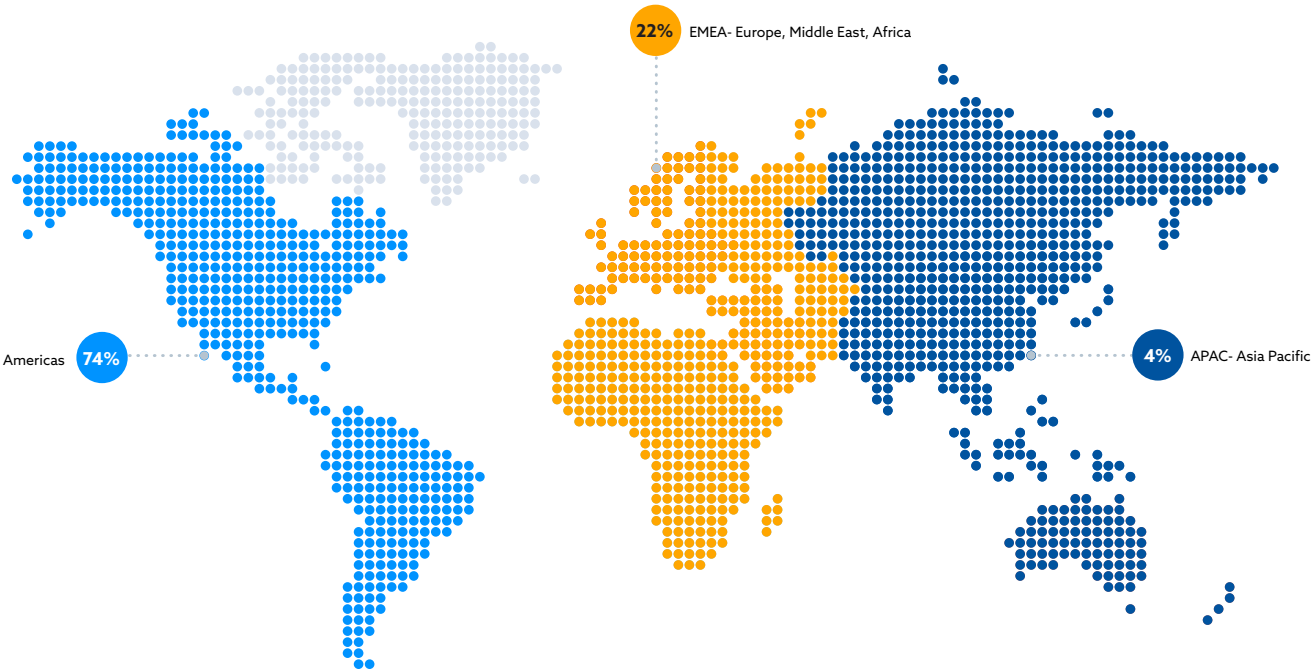 22% EMEA- Europe, Middle East, Africa
Americas 74%
4% APAC- Asia Pacific